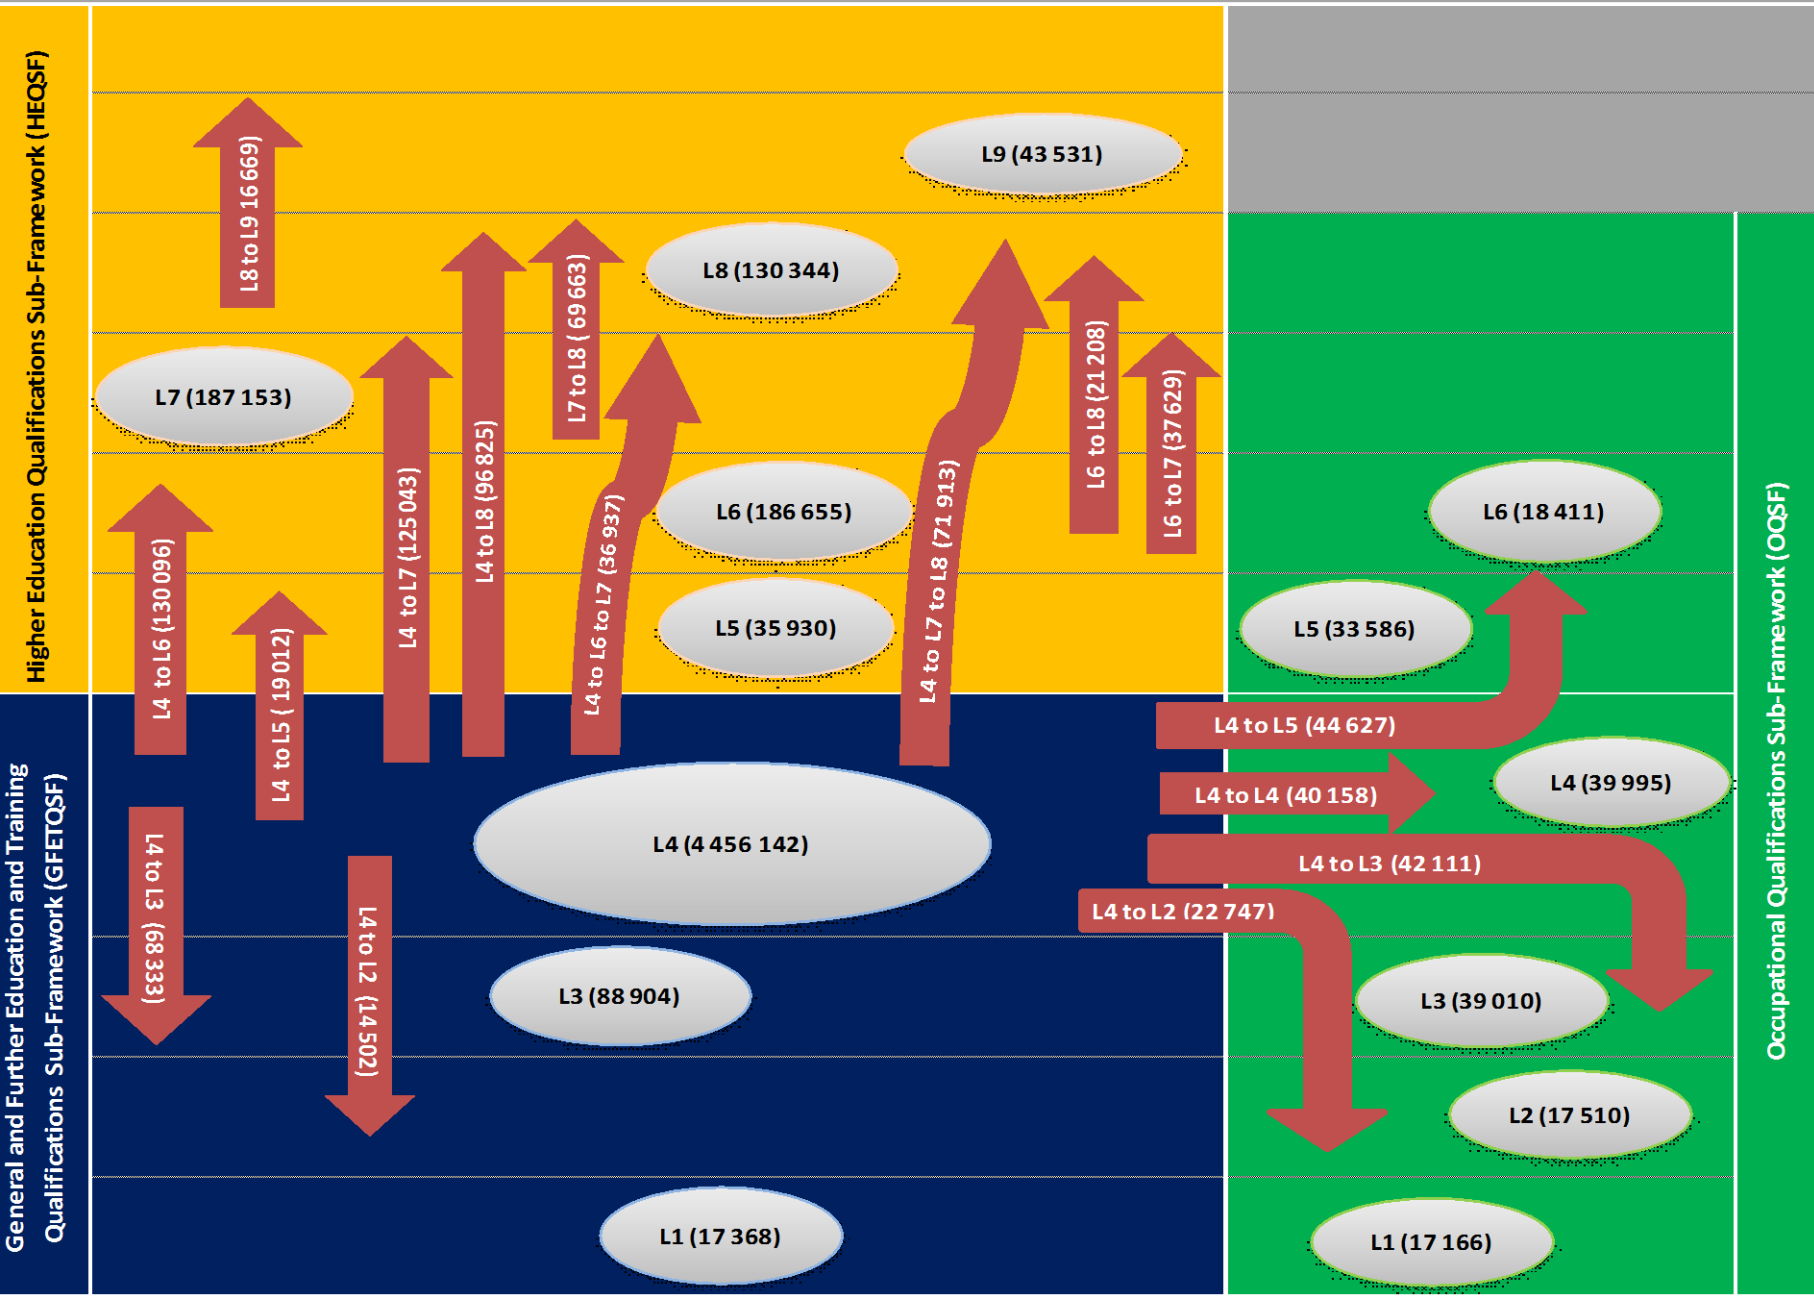 Higher Education Qualifications Sub-Framework (HEQSF)
General and Further Education and Training
Qualifications Sub-Framework (GFETQSF)
L8 to L9 16 669)
L9 (43 531)
L8 (130 344)
L7 to L8 ( 69 663)
L7 (187 153)
L4 to L6 (130 096)
L4 to L5 ( 19 012)
L4 to L7 (125 043)
L4 to L8 (96 825)
L4 to L6 to L7 (36 937)
L6 (186 655)
L5 (35 930)
L4 to L7 to L8 (71 913)
L6 to L8 (21 208)
L6 to L7 (37 629)
L4 to L3 (68 333)
L4 to L2 (14 502)
L4 (4 456 142)
L3 (88 904)
L1 (17 368)
L6 (18 411)
L5 (33 586)
L4 to L5 (44 627)
L4 to L4 (40 158)
L4 (39 995)
L4 to L3 (42 111)
L4 to L2 (22 747)
L3 (39 010)
L2 (17 510)
L1 (17 166)
Occupational Qualifications Sub-Framework (OQSF)